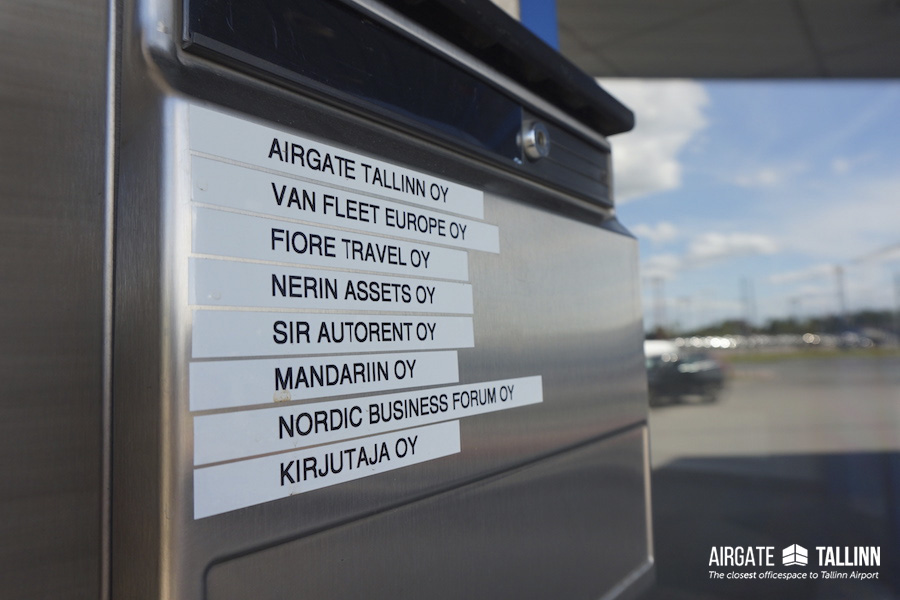 AIRGATE TALLINN OY
VAN FLEET EUROPE OY
FIORE TRAVEL OY
NERIN ASSETS OY
SIR AUTORENT OY
MANDARIIN OY
NORDIC BUSINESS FORUM OY
KIRJUTAJA OY
AIRGATE TALLINN
The closest officespace to Tallinn Airport